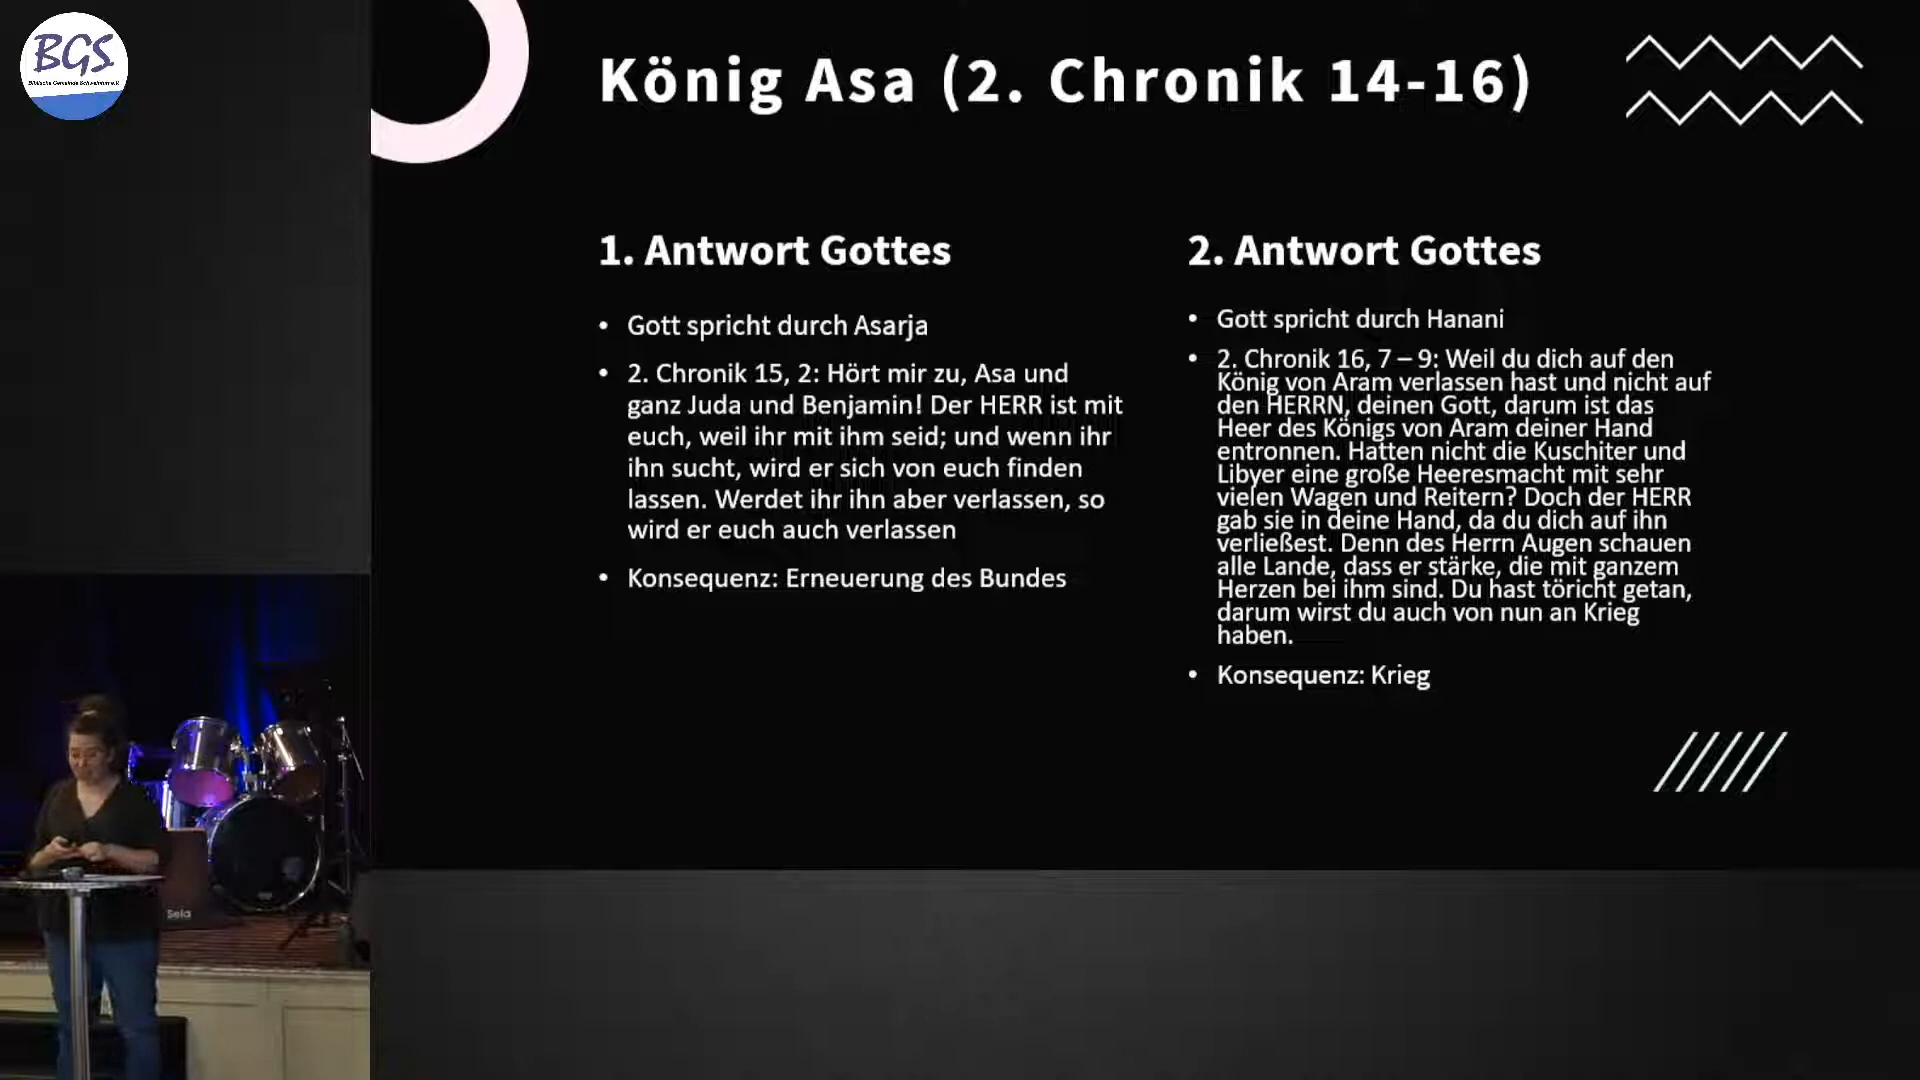 BGS
Biblische Gemeinde Schweinfurt e.V.
König Asa (2. Chronik 14-16)
1. Antwort Gottes
• Gott spricht durch Asarja
• 2. Chronik 15, 2: Hört mir zu, Asa und
ganz Juda und Benjamin! Der HERR ist mit
euch, weil ihr mit ihm seid; und wenn ihr
ihn sucht, wird er sich von euch finden
lassen. Werdet ihr ihn aber verlassen, so
wird er euch auch verlassen
• Konsequenz: Erneuerung des Bundes
2. Antwort Gottes
• Gott spricht durch Hanani
• 2. Chronik 16, 7 – 9: Weil du dich auf den
König von Aram verlassen hast und nicht auf
den HERRN, deinen Gott, darum ist das
Heer des Königs von Aram deiner Hand
entronnen. Hatten nicht die Kuschiter und
Libyer eine große Heeresmacht mit sehr
vielen Wagen und Reitern? Doch der HERR
gab sie in deine Hand, da du dich auf ihn
verließest. Denn des Herrn Augen schauen
alle Lande, dass er stärke, die mit ganzem
Herzen bei ihm sind. Du hast töricht getan,
darum wirst du auch von nun an Krieg
haben.
• Konsequenz: Krieg
Sela